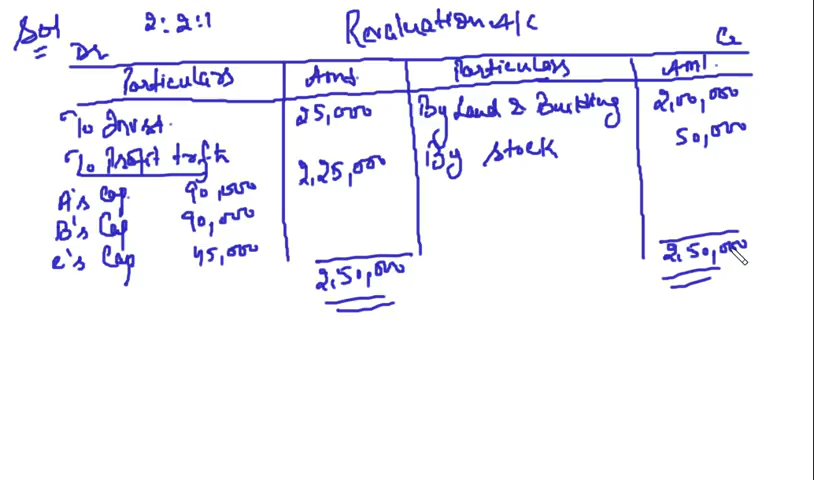 Sol 2:2:1 Revaluation A/C
Dr Cr
Particulars Amt Particulars Amt.
To Invst. 25,000 By Land & Building 2,00,000
To Profit trf. 2,25,000 By stock 50,000
A's Cap. 90,000
B's Cap 90,000
C's Cap 45,000
2,50,000 2,50,000